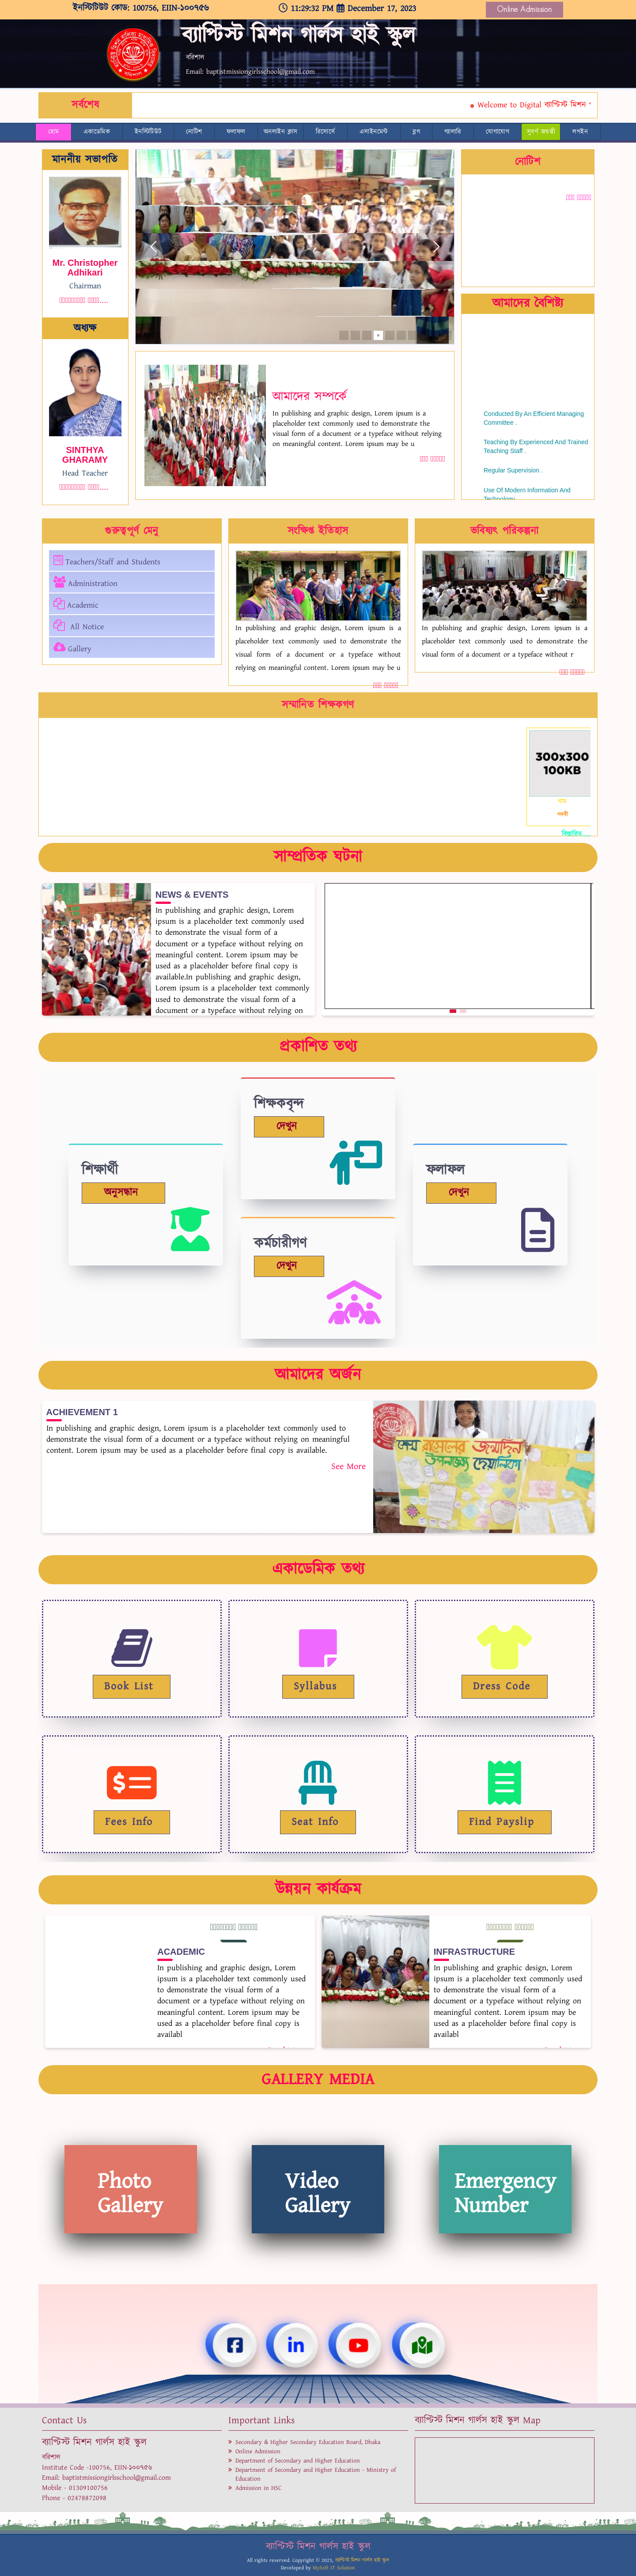 ইনস্টিটিউট কোড: 100756, EIIN-১০০৭৫৬
11:29:32 PM December 17, 2023
Online Admission
ব্যাপ্টিস্ট মিশন গার্লস হাই স্কুল
বরিশাল
Email: baptistmissiongirlsschool@gmail.com
সর্বশেষ
Welcome to Digital ব্যাপ্টিস্ট মিশন
হোম একাডেমিক ইনস্টিটিউট নোটিশ ফলাফল অনলাইন ক্লাস রিসোর্সে এসাইনমেন্ট ব্লগ গ্যালারি যোগাযোগ সুবর্ণ জয়ন্তী লগইন
মাননীয় সভাপতি
Mr. Christopher
Adhikari
Chairman
অধ্যক্ষ
SINTHYA
GHARAMY
Head Teacher
আমাদের সম্পর্কে
In publishing and graphic design, Lorem ipsum is a
placeholder text commonly used to demonstrate the
visual form of a document or a typeface without relying
on meaningful content. Lorem ipsum may be u
নোটিশ
আমাদের বৈশিষ্ট্য
Conducted By An Efficient Managing
Committee .
Teaching By Experienced And Trained
Teaching Staff .
Regular Supervision .
Use Of Modern Information And
Technology
গুরুত্বপূর্ণ মেনু
Teachers/Staff and Students
Administration
Academic
All Notice
Gallery
সংক্ষিপ্ত ইতিহাস
In publishing and graphic design, Lorem ipsum is a
placeholder text commonly used to demonstrate the
visual form of a document or a typeface without
relying on meaningful content. Lorem ipsum may be u
ভবিষ্যৎ পরিকল্পনা
In publishing and graphic design, Lorem ipsum is a
placeholder text commonly used to demonstrate the
visual form of a document or a typeface without r
সম্মানিত শিক্ষকগণ
300x300
100KB
নাম
পদবী
বিস্তারিত
সাম্প্রতিক ঘটনা
NEWS & EVENTS
In publishing and graphic design, Lorem
ipsum is a placeholder text commonly used
to demonstrate the visual form of a
document or a typeface without relying on
meaningful content. Lorem ipsum may be
used as a placeholder before final copy is
available.In publishing and graphic design,
Lorem ipsum is a placeholder text commonly
used to demonstrate the visual form of a
document or a typeface without relying on
প্রকাশিত তথ্য
শিক্ষকবৃন্দ
দেখুন
শিক্ষার্থী
অনুসন্ধান
ফলাফল
দেখুন
কর্মচারীগণ
দেখুন
আমাদের অর্জন
ACHIEVEMENT 1
In publishing and graphic design, Lorem ipsum is a placeholder text commonly used to
demonstrate the visual form of a document or a typeface without relying on meaningful
content. Lorem ipsum may be used as a placeholder before final copy is available.
See More
শেখ রাসেলের জন্মদিন
উপলক্ষ্যে
একাডেমিক তথ্য
Book List
Syllabus
Dress Code
Fees Info
Seat Info
Find Payslip
উন্নয়ন কার্যক্রম
ACADEMIC
In publishing and graphic design, Lorem
ipsum is a placeholder text commonly used
to demonstrate the visual form of a
document or a typeface without relying on
meaningful content. Lorem ipsum may be
used as a placeholder before final copy is
availabl
INFRASTRUCTURE
In publishing and graphic design, Lorem
ipsum is a placeholder text commonly used
to demonstrate the visual form of a
document or a typeface without relying on
meaningful content. Lorem ipsum may be
used as a placeholder before final copy is
availabl
GALLERY MEDIA
Photo
Gallery
Video
Gallery
Emergency
Number
Contact Us
ব্যাপ্টিস্ট মিশন গার্লস হাই স্কুল
বরিশাল
Institute Code -100756, EIIN-১০০৭৫৬
Email: baptistmissiongirlsschool@gmail.com
Mobile - 01309100756
Phone - 02478872098
Important Links
Secondary & Higher Secondary Education Board, Dhaka
Online Admission
Department of Secondary and Higher Education
Department of Secondary and Higher Education - Ministry of
Education
Admission in HSC
ব্যাপ্টিস্ট মিশন গার্লস হাই স্কুল Map
ব্যাপ্টিস্ট মিশন গার্লস হাই স্কুল
All rights reserved. Copyright © 2023, ব্যাপ্টিস্ট মিশন গার্লস হাই স্কুল
Developed by MySoft IT Solution